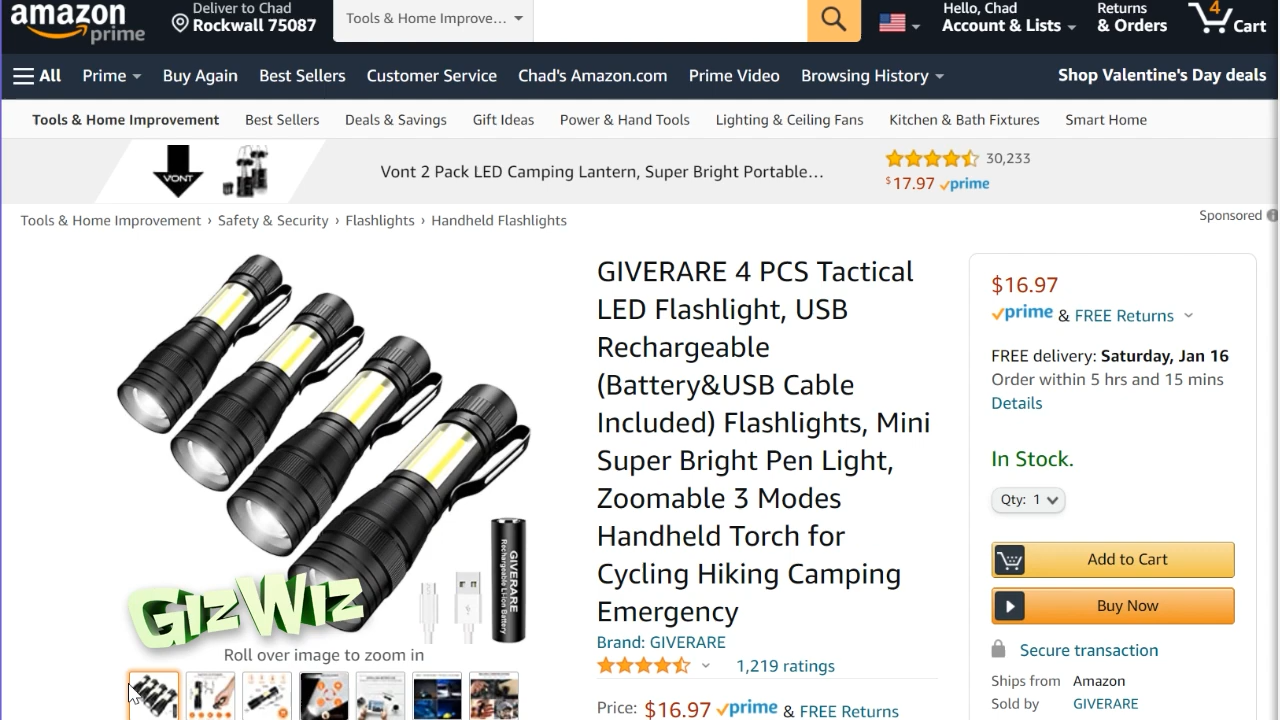 amazon
prime
Deliver to Chad
Rockwall 75087
Tools & Home Improve...
Hello, Chad
Account & Lists
Returns
& Orders
4
Cart
All
Prime
Buy Again
Best Sellers
Customer Service
Chad's Amazon.com
Prime Video
Browsing History
Shop Valentine's Day deals
Tools & Home Improvement
Best Sellers
Deals & Savings
Gift Ideas
Power & Hand Tools
Lighting & Ceiling Fans
Kitchen & Bath Fixtures
Smart Home
VONT
Vont 2 Pack LED Camping Lantern, Super Bright Portable...
30,233
$17.97 prime
Tools & Home Improvement › Safety & Security › Flashlights › Handheld Flashlights
Sponsored
GIVERARE 4 PCS Tactical
LED Flashlight, USB
Rechargeable
(Battery&USB Cable
Included) Flashlights, Mini
Super Bright Pen Light,
Zoomable 3 Modes
Handheld Torch for
Cycling Hiking Camping
Emergency
Brand: GIVERARE
1,219 ratings
Price: $16.97 prime & FREE Returns
GIVERARE
Rechargeable Li-ion Battery
GizWiz
Roll over image to zoom in
$16.97
prime & FREE Returns
FREE delivery: Saturday, Jan 16
Order within 5 hrs and 15 mins
Details
In Stock.
Qty: 1
Add to Cart
Buy Now
Secure transaction
Ships from Amazon
Sold by GIVERARE